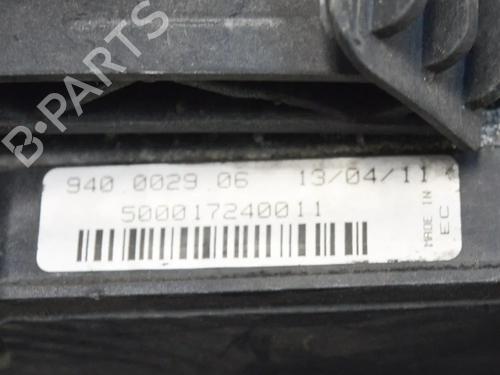 B-PARTS
940 0029 06 13/04/11
500017240011
MADE IN
EC